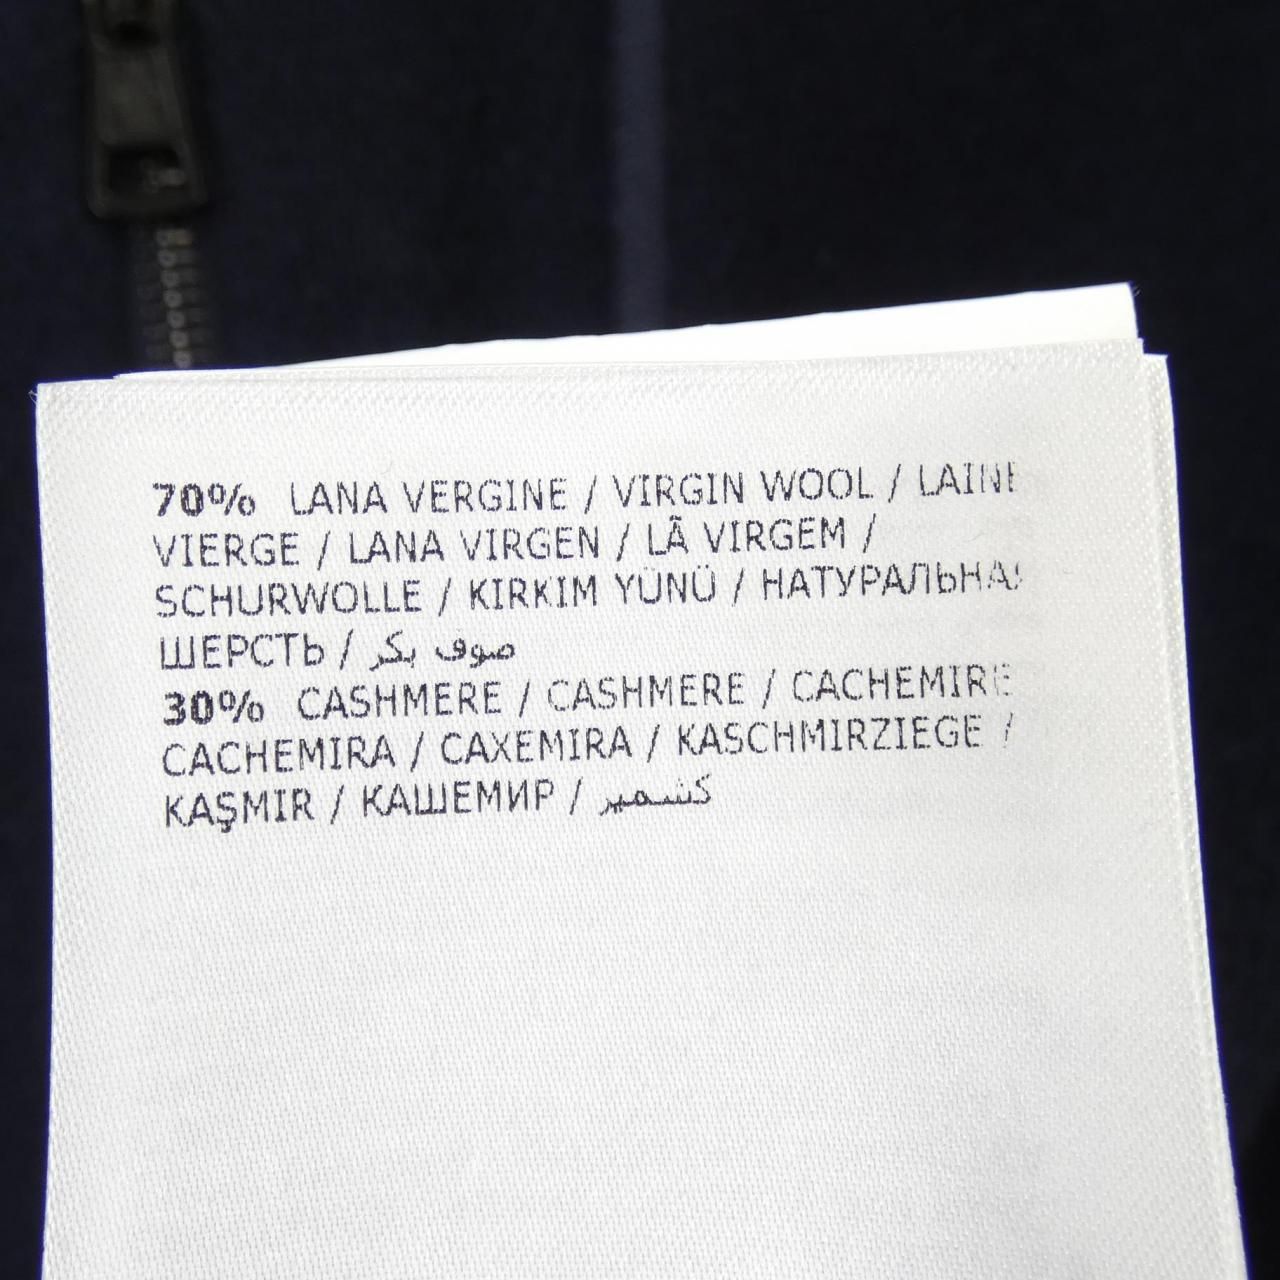 70% LANA VERGINE / VIRGIN WOOL / LAINE
VIERGE / LANA VIRGEN / LÃ VIRGEM /
SCHURWOLLE / KIRKIM YÜNÜ / НАТУРАЛЬНАЯ
ШЕРСТЬ / صوف بكر
30% CASHMERE / CASHMERE / CACHEMIRE
CACHEMIRA / CAXEMIRA / KASCHMIRZIEGE /
KAŞMIR / КАШЕМИР / كشمير